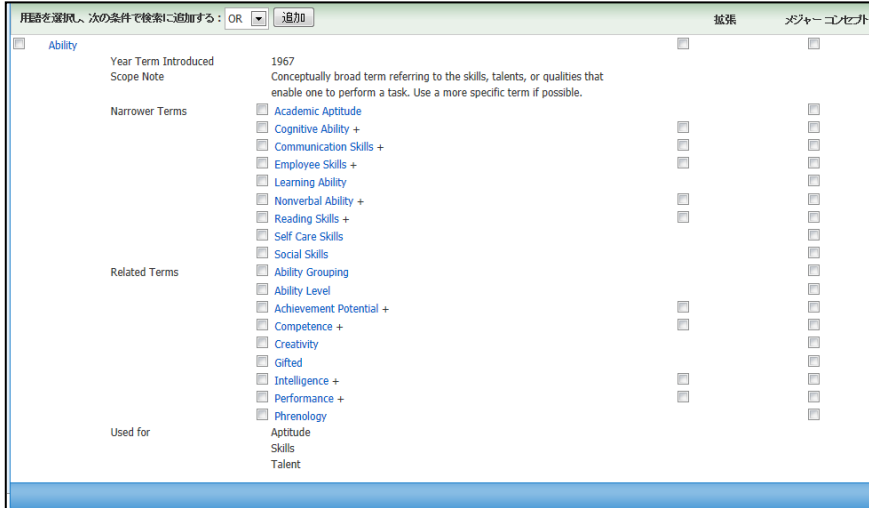 用語を選択し、次の条件で検索に追加する： OR 追加 拡張 メジャー コンセプト
Ability
Year Term Introduced 1967
Scope Note Conceptually broad term referring to the skills, talents, or qualities that
enable one to perform a task. Use a more specific term if possible.
Narrower Terms Academic Aptitude
Cognitive Ability +
Communication Skills +
Employee Skills +
Learning Ability
Nonverbal Ability +
Reading Skills +
Self Care Skills
Social Skills
Related Terms Ability Grouping
Ability Level
Achievement Potential +
Competence +
Creativity
Gifted
Intelligence +
Performance +
Phrenology
Used for Aptitude
Skills
Talent